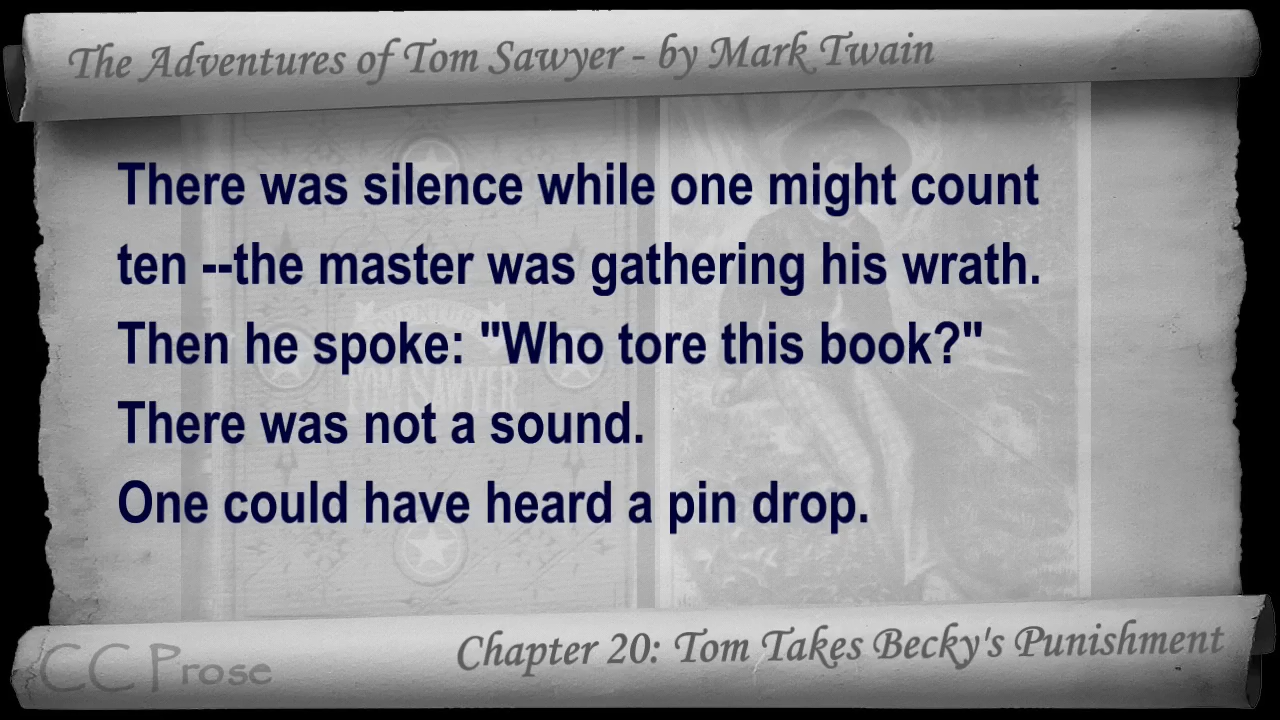 The Adventures of Tom Sawyer - by Mark Twain
There was silence while one might count
ten --the master was gathering his wrath.
Then he spoke: "Who tore this book?"
There was not a sound.
One could have heard a pin drop.
TOM SAWYER
Chapter 20: Tom Takes Becky's Punishment
CC Prose